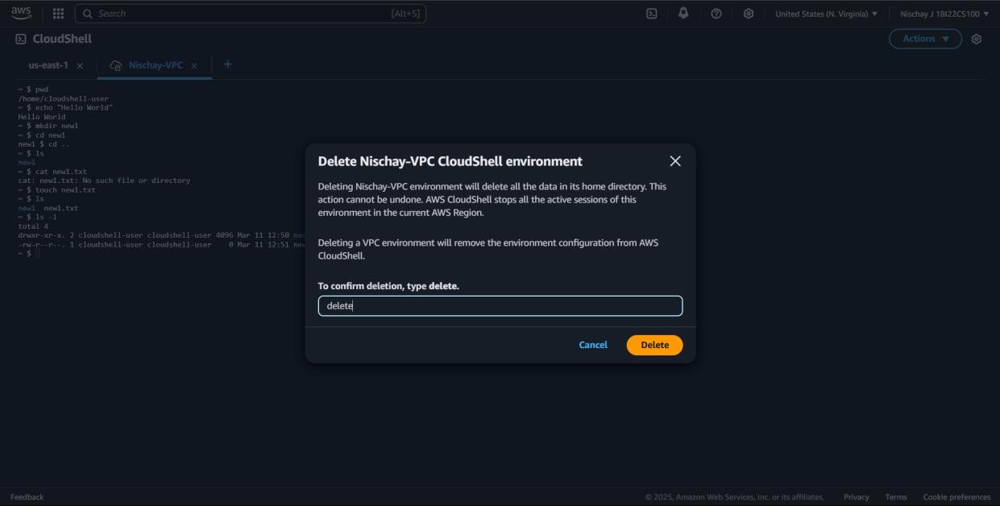 aws
Search [Alt+S]
United States (N. Virginia) ▼
Nischay J 1BI22CS100 ▼
CloudShell
Actions ▼
us-east-1 ×
Nischay-VPC ×
+
~ $ pwd
/home/cloudshell-user
~ $ echo "Hello World"
Hello World
~ $ mkdir new1
~ $ cd new1
new1 $ cd ..
~ $ ls
new1
~ $ cat new1.txt
cat: new1.txt: No such file or directory
~ $ touch new1.txt
~ $ ls
new1  new1.txt
~ $ ls -l
total 4
drwxr-xr-x. 2 cloudshell-user cloudshell-user 4096 Mar 11 12:50 new
-rw-r--r--. 1 cloudshell-user cloudshell-user    0 Mar 11 12:51 new
~ $
Delete Nischay-VPC CloudShell environment
Deleting Nischay-VPC environment will delete all the data in its home directory. This
action cannot be undone. AWS CloudShell stops all the active sessions of this
environment in the current AWS Region.
Deleting a VPC environment will remove the environment configuration from AWS
CloudShell.
To confirm deletion, type delete.
delete
Cancel
Delete
Feedback
© 2025, Amazon Web Services, Inc. or its affiliates.
Privacy
Terms
Cookie preferences